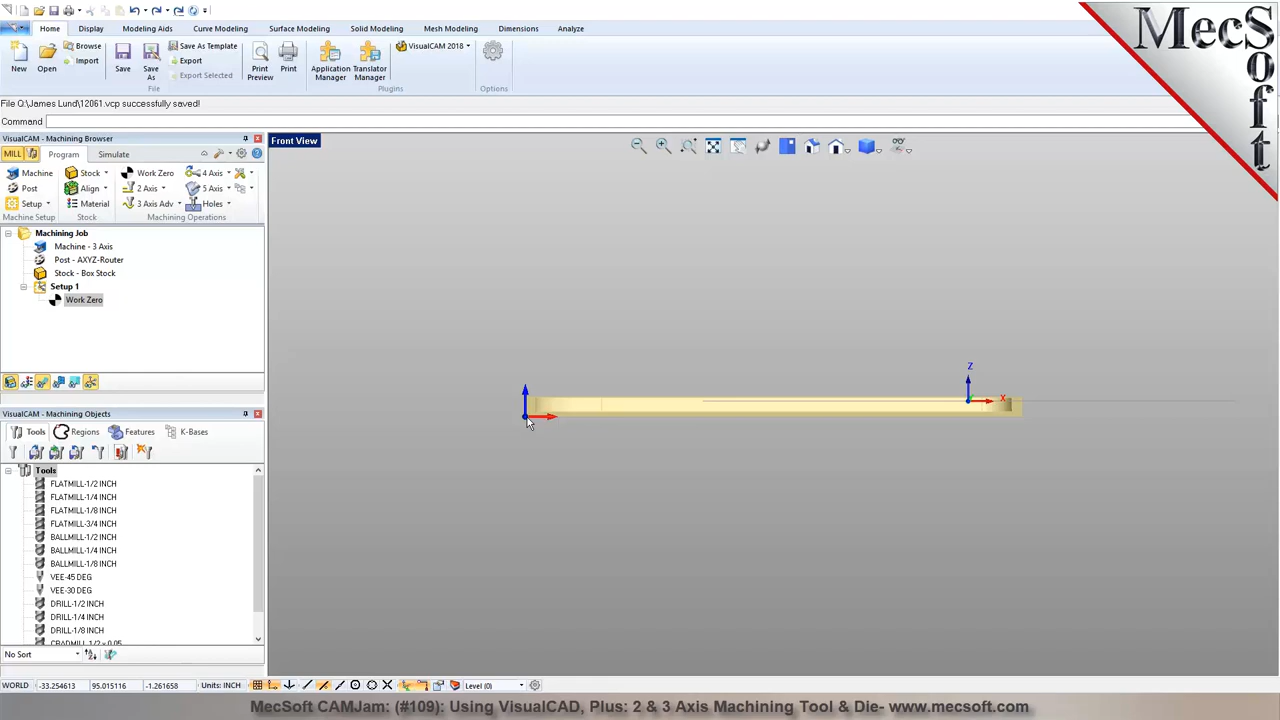 Home Display Modeling Aids Curve Modeling Surface Modeling Solid Modeling Mesh Modeling Dimensions Analyze
New Open Browse Import Save Save As Save As Template Export Export Selected Print Preview Print Application Manager Translator Manager VisualCAM 2018
File Plugins Options
File Q:\James Lund\12061.vcp successfully saved!
Command
VisualCAM - Machining Browser
MILL Program Simulate
Machine Stock Work Zero 4 Axis
Post Align 2 Axis 5 Axis
Setup Material 3 Axis Adv Holes
Machine Setup Stock Machining Operations
Machining Job
Machine - 3 Axis
Post - AXYZ-Router
Stock - Box Stock
Setup 1
Work Zero
VisualCAM - Machining Objects
Tools Regions Features K-Bases
Tools
FLATMILL-1/2 INCH
FLATMILL-1/4 INCH
FLATMILL-1/8 INCH
FLATMILL-3/4 INCH
BALLMILL-1/2 INCH
BALLMILL-1/4 INCH
BALLMILL-1/8 INCH
VEE-45 DEG
VEE-30 DEG
DRILL-1/2 INCH
DRILL-1/4 INCH
DRILL-1/8 INCH
No Sort
Front View
Z
X
MecSoft
WORLD -33.254613 95.015116 -1.261658 Units: INCH Level (0)
MecSoft CAMJam: (#109): Using VisualCAD, Plus: 2 & 3 Axis Machining Tool & Die- www.mecsoft.com